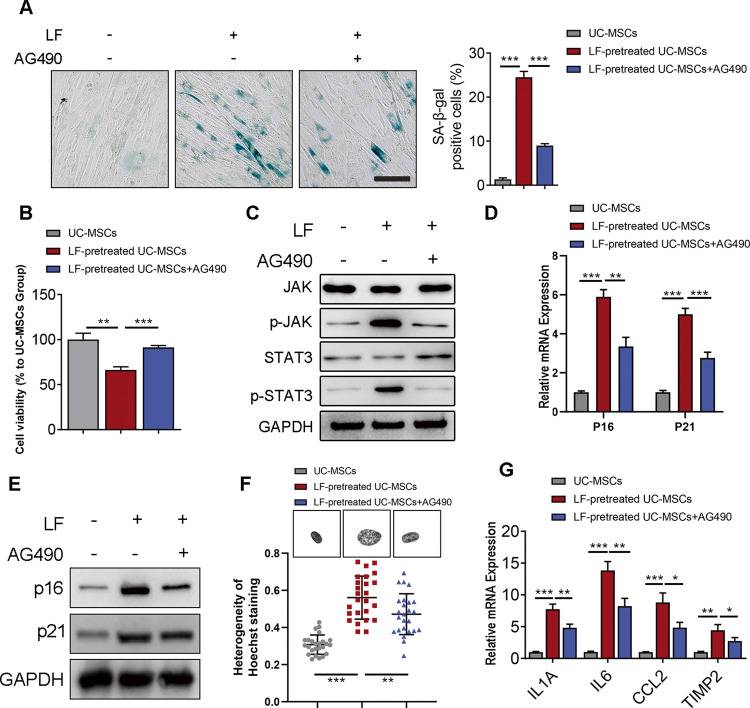 A
LF - + +
AG490 - - +
UC-MSCs
LF-pretreated UC-MSCs
LF-pretreated UC-MSCs+AG490
SA-β-gal
positive cells (%)
30
20
10
0
*** ***
B
UC-MSCs
LF-pretreated UC-MSCs
LF-pretreated UC-MSCs+AG490
Cell viability (% to UC-MSCs Group)
150
100
50
0
** ***
C
LF - + +
AG490 - - +
JAK
p-JAK
STAT3
p-STAT3
GAPDH
D
UC-MSCs
LF-pretreated UC-MSCs
LF-pretreated UC-MSCs+AG490
Relative mRNA Expression
8
6
4
2
0
*** ** *** ***
P16 P21
E
LF - + +
AG490 - - +
p16
p21
GAPDH
F
UC-MSCs
LF-pretreated UC-MSCs
LF-pretreated UC-MSCs+AG490
Heterogeneity of
Hoechst staining
0.8
0.6
0.4
0.2
0.0
*** **
G
UC-MSCs
LF-pretreated UC-MSCs
LF-pretreated UC-MSCs+AG490
Relative mRNA Expression
20
15
10
5
0
*** ** *** ** *** * ** *
IL1A IL6 CCL2 TIMP2